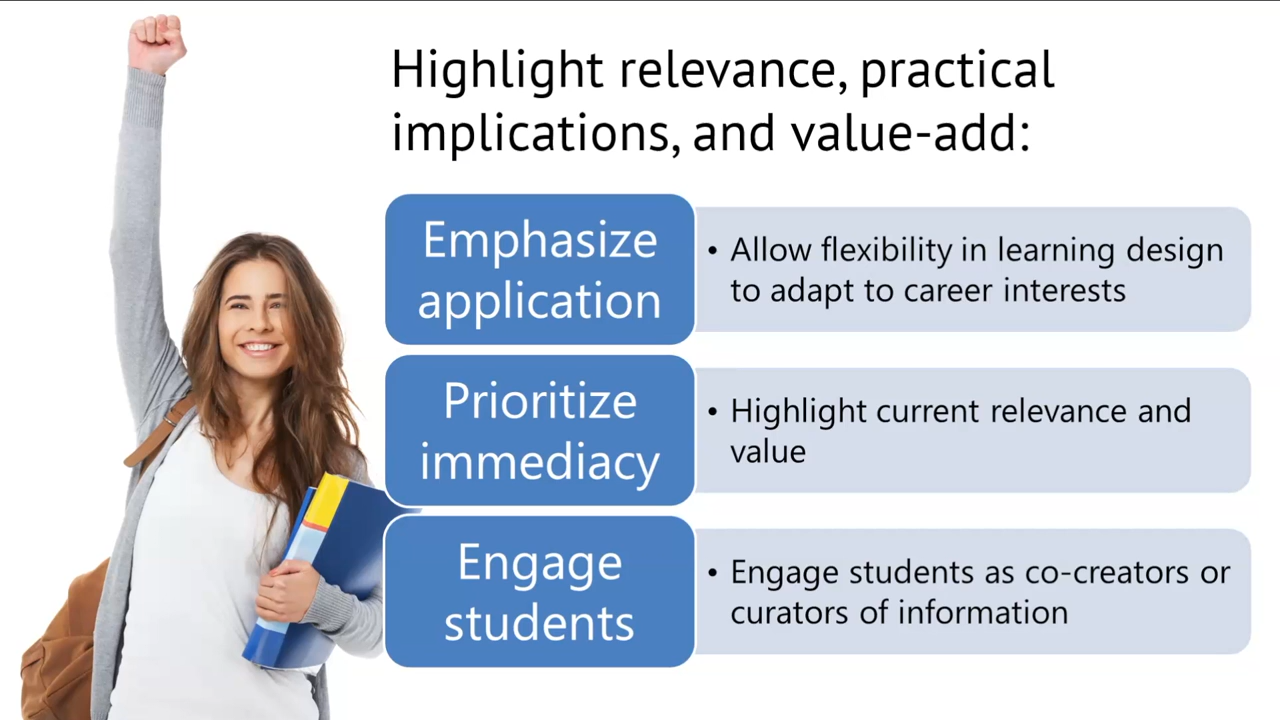 Highlight relevance, practical
implications, and value-add:
Emphasize
application
• Allow flexibility in learning design
to adapt to career interests
Prioritize
immediacy
• Highlight current relevance and
value
Engage
students
• Engage students as co-creators or
curators of information